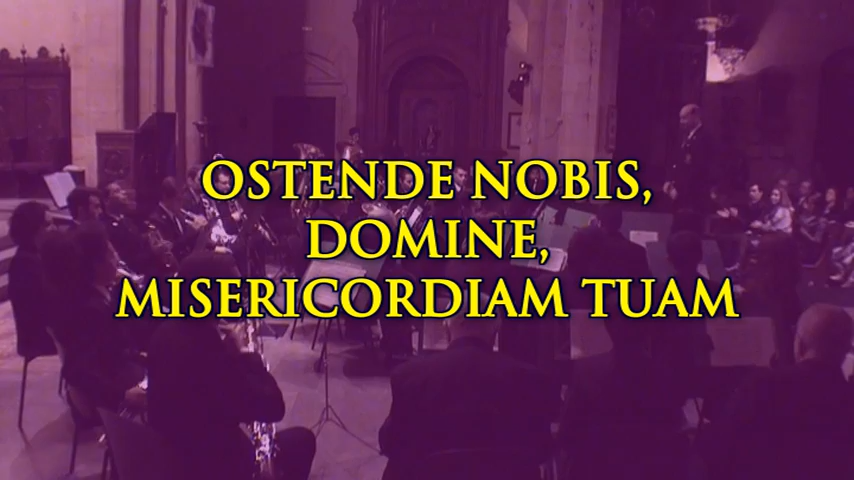 OSTENDE NOBIS,
DOMINE,
MISERICORDIAM TUAM